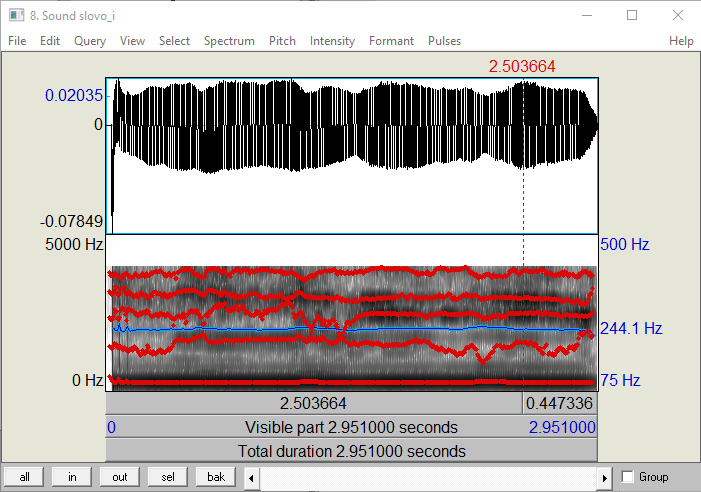 8. Sound slovo_i
File Edit Query View Select Spectrum Pitch Intensity Formant Pulses Help
2.503664
0.02035
0
-0.07849
5000 Hz 500 Hz
244.1 Hz
0 Hz 75 Hz
2.503664 0.447336
0 Visible part 2.951000 seconds 2.951000
Total duration 2.951000 seconds
all in out sel bak Group